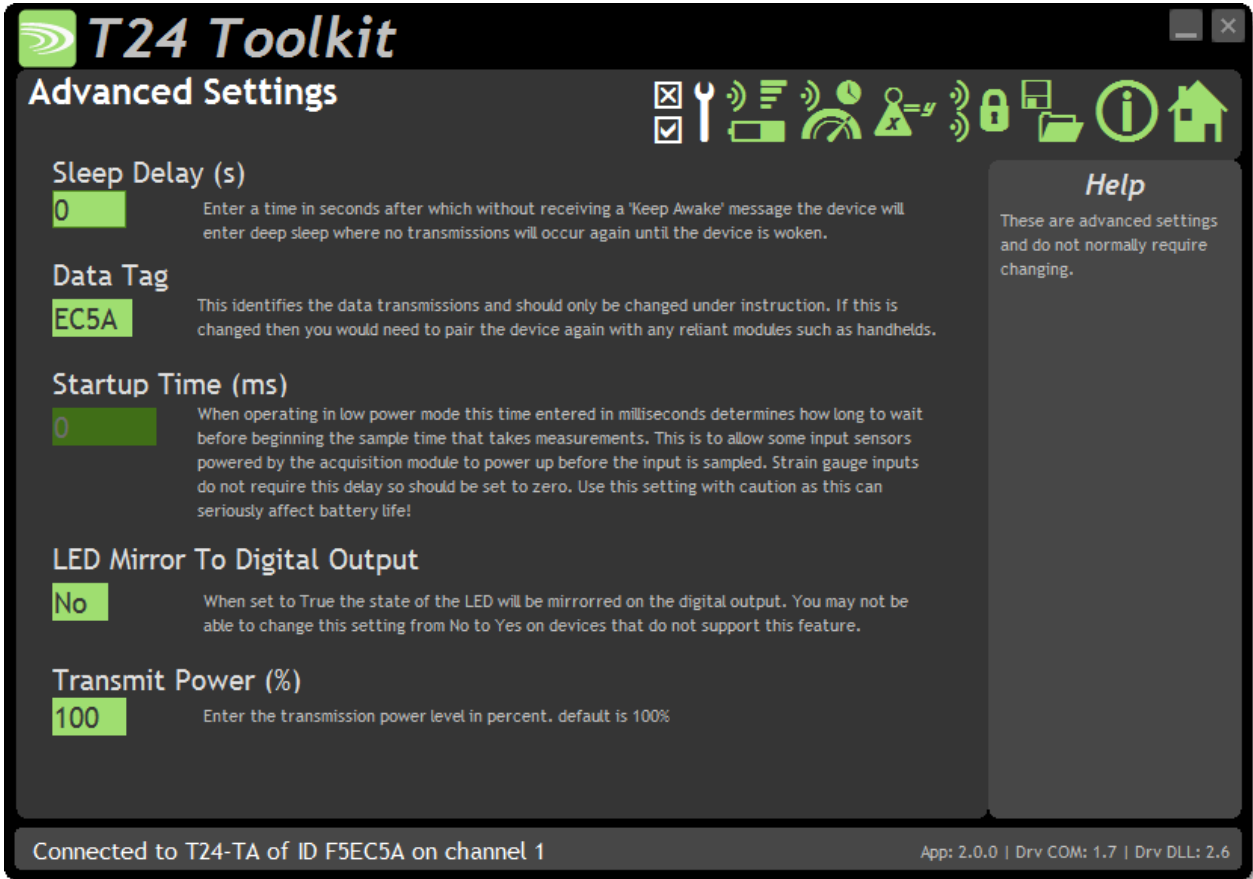 T24 Toolkit
Advanced Settings
x = y
Sleep Delay (s)
0
Enter a time in seconds after which without receiving a 'Keep Awake' message the device will
enter deep sleep where no transmissions will occur again until the device is woken.
Data Tag
EC5A
This identifies the data transmissions and should only be changed under instruction. If this is
changed then you would need to pair the device again with any reliant modules such as handhelds.
Startup Time (ms)
0
When operating in low power mode this time entered in milliseconds determines how long to wait
before beginning the sample time that takes measurements. This is to allow some input sensors
powered by the acquisition module to power up before the input is sampled. Strain gauge inputs
do not require this delay so should be set to zero. Use this setting with caution as this can
seriously affect battery life!
LED Mirror To Digital Output
No
When set to True the state of the LED will be mirrorred on the digital output. You may not be
able to change this setting from No to Yes on devices that do not support this feature.
Transmit Power (%)
100
Enter the transmission power level in percent. default is 100%
Help
These are advanced settings
and do not normally require
changing.
Connected to T24-TA of ID F5EC5A on channel 1
App: 2.0.0 | Drv COM: 1.7 | Drv DLL: 2.6